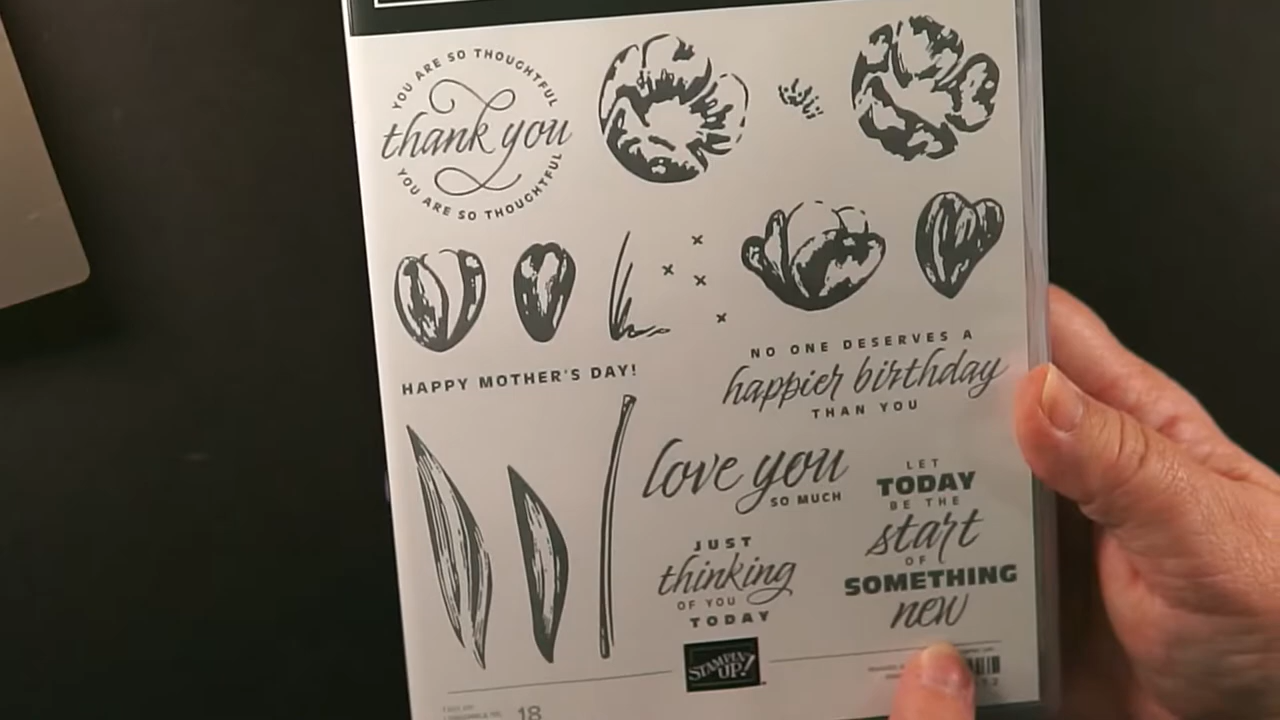 YOU ARE SO THOUGHTFUL
thank you
YOU ARE SO THOUGHTFUL
HAPPY MOTHER'S DAY!
NO ONE DESERVES A
happier birthday
THAN YOU
love you
SO MUCH
LET
TODAY
BE THE
start
OF
SOMETHING
new
JUST
thinking
OF YOU
TODAY
STAMPIN'
UP!
18